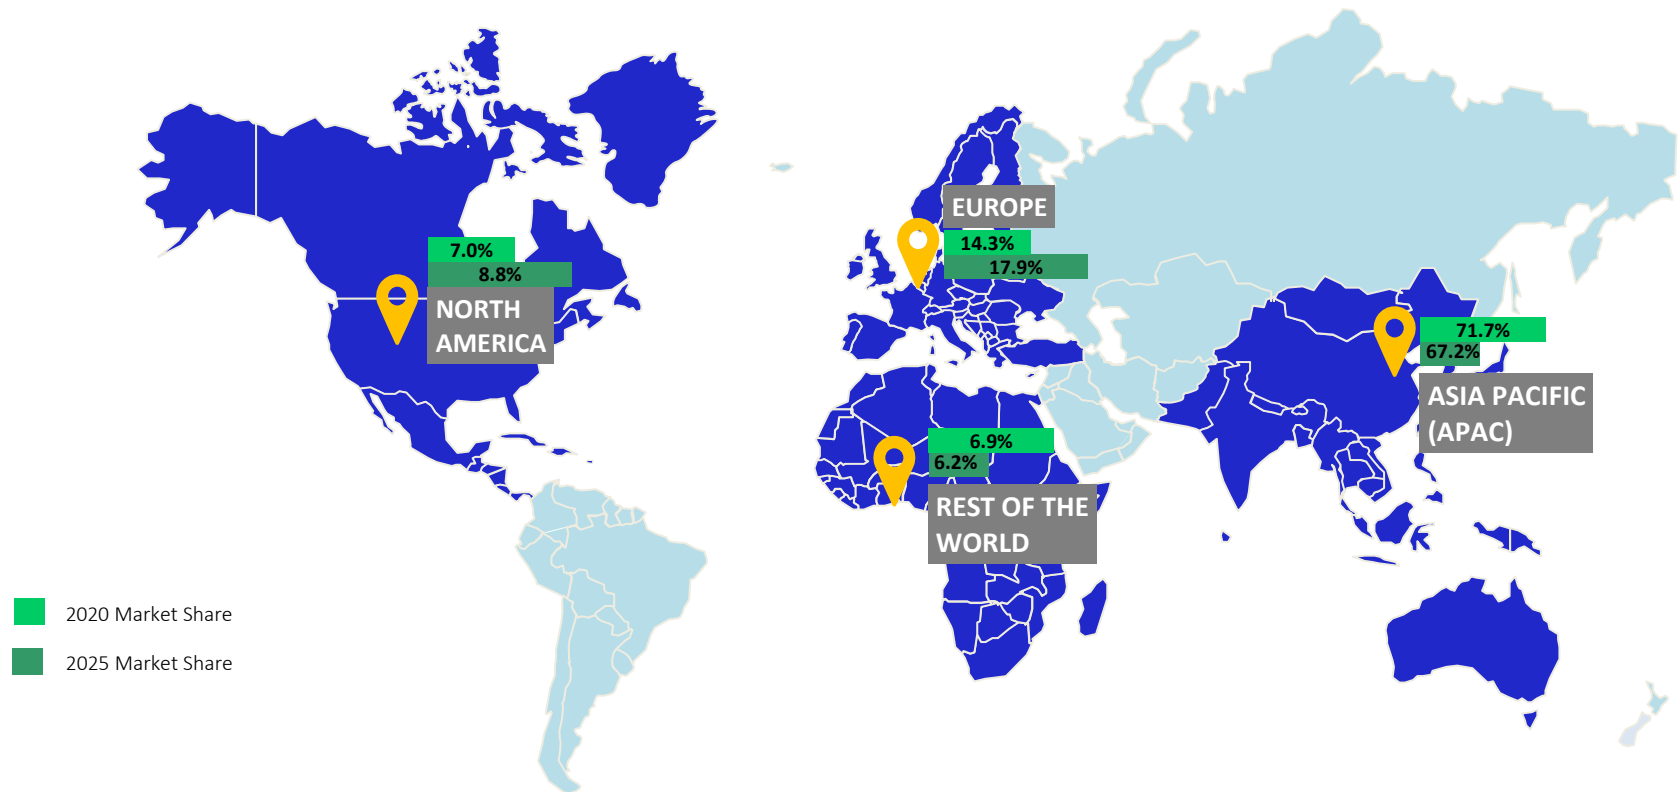 7.0%
8.8%
NORTH
AMERICA
EUROPE
14.3%
17.9%
71.7%
67.2%
ASIA PACIFIC
(APAC)
6.9%
6.2%
REST OF THE
WORLD
2020 Market Share
2025 Market Share